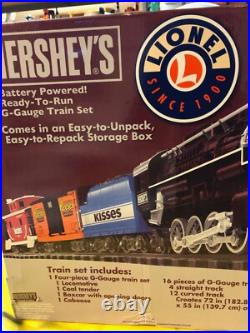 HERSHEY'S
LIONEL
L
SINCE 1900
Battery Powered!
Ready-To-Run
G-Gauge Train Set
Comes in an Easy-to-Unpack,
Easy-to-Repack Storage Box
KISSES
Train set includes:
1 Four-piece G-Gauge train set
1 Locomotive
1 Coal tender
1 Boxcar with opening door
1 Caboose
16 pieces of G-Gauge t
4 straight track
12 curved track
Creates 72 in (182.8
x 55 in (139.7 cm)
HERSHEY'S